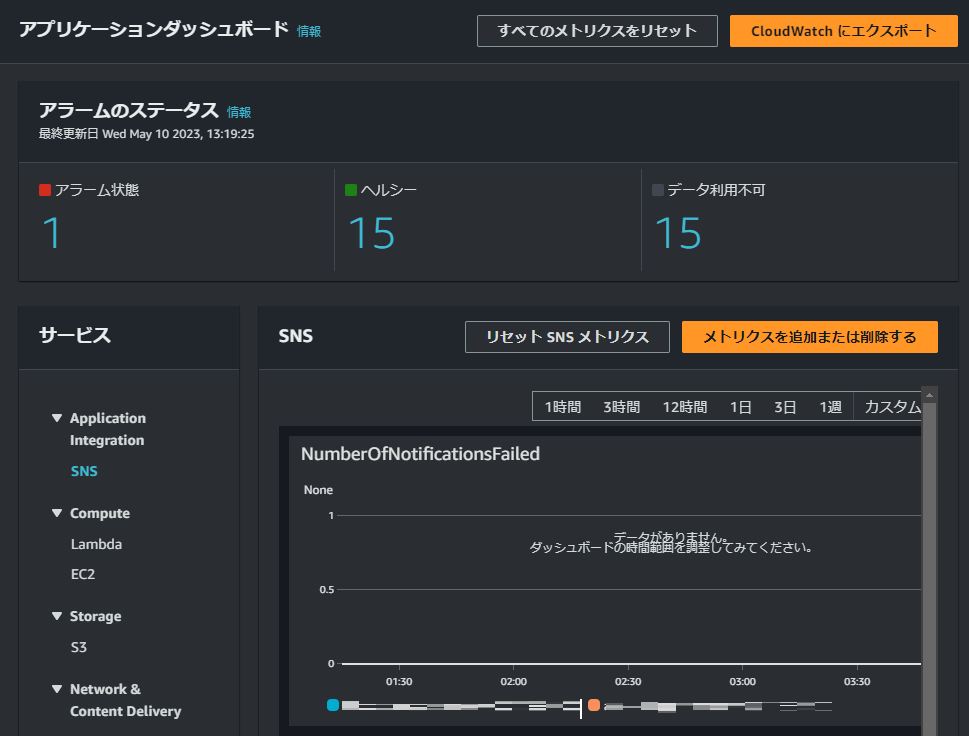 アプリケーションダッシュボード 情報
すべてのメトリクスをリセット
CloudWatch にエクスポート
アラームのステータス 情報
最終更新日 Wed May 10 2023, 13:19:25
アラーム状態
1
ヘルシー
15
データ利用不可
15
サービス
Application
Integration
SNS
Compute
Lambda
EC2
Storage
S3
Network &
Content Delivery
SNS
リセット SNS メトリクス
メトリクスを追加または削除する
1時間 3時間 12時間 1日 3日 1週 カスタム
NumberOfNotificationsFailed
None
1
データがありません。
ダッシュボードの時間範囲を調整してみてください。
0.5
0
01:30 02:00 02:30 03:00 03:30